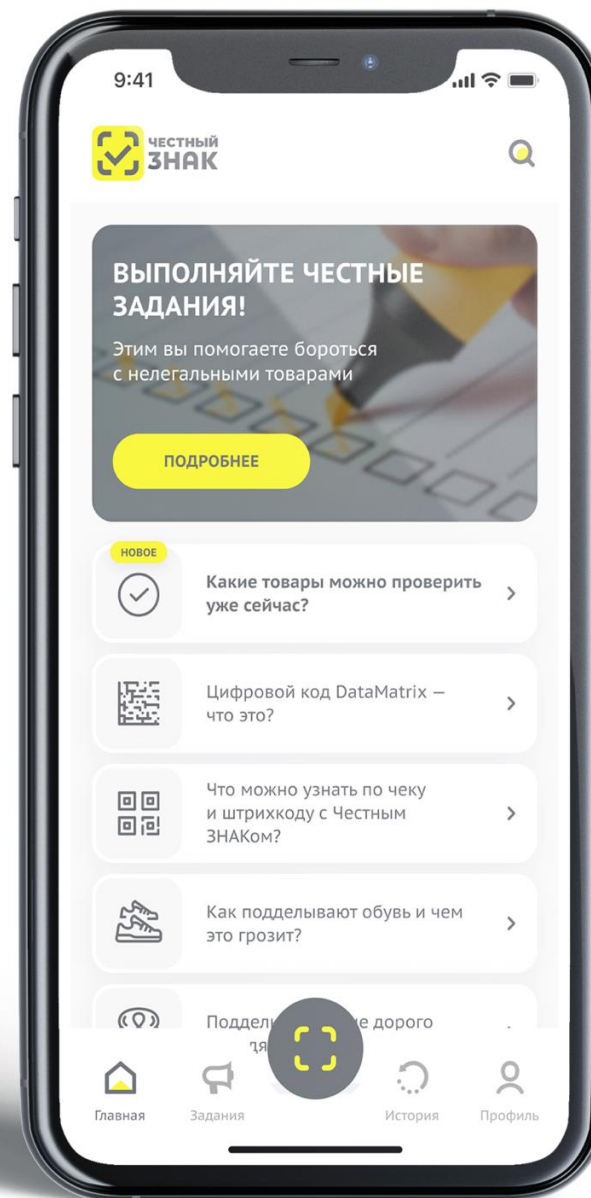 9:41
ЧЕСТНЫЙ
ЗНАК
ВЫПОЛНЯЙТЕ ЧЕСТНЫЕ
ЗАДАНИЯ!
Этим вы помогаете бороться
с нелегальными товарами
ПОДРОБНЕЕ
НОВОЕ
Какие товары можно проверить
уже сейчас?
Цифровой код DataMatrix —
что это?
Что можно узнать по чеку
и штрихкоду с Честным
ЗНАКом?
Как подделывают обувь и чем
это грозит?
дорого
Главная
Задания
История
Профиль